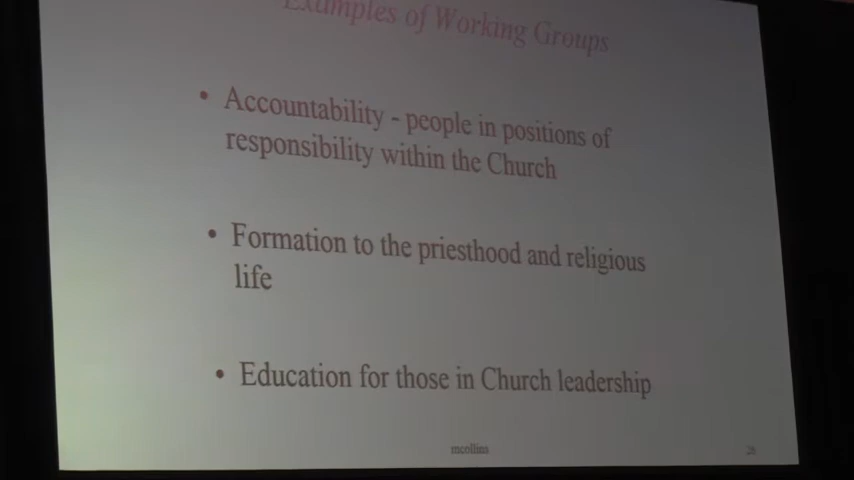 Examples of Working Groups
• Accountability - people in positions of
responsibility within the Church
• Formation to the priesthood and religious
life
• Education for those in Church leadership
mcollins
28